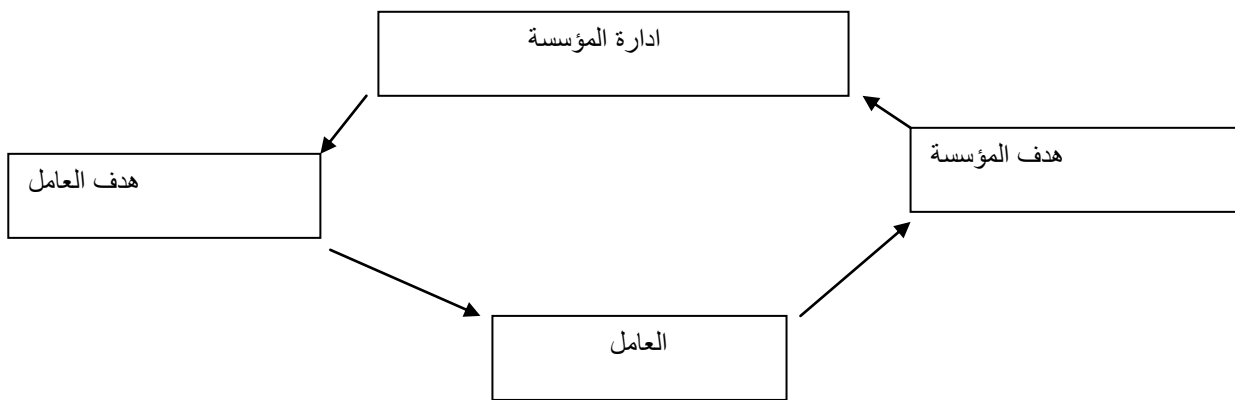 ادارة المؤسسة
هدف المؤسسة
هدف العامل
العامل